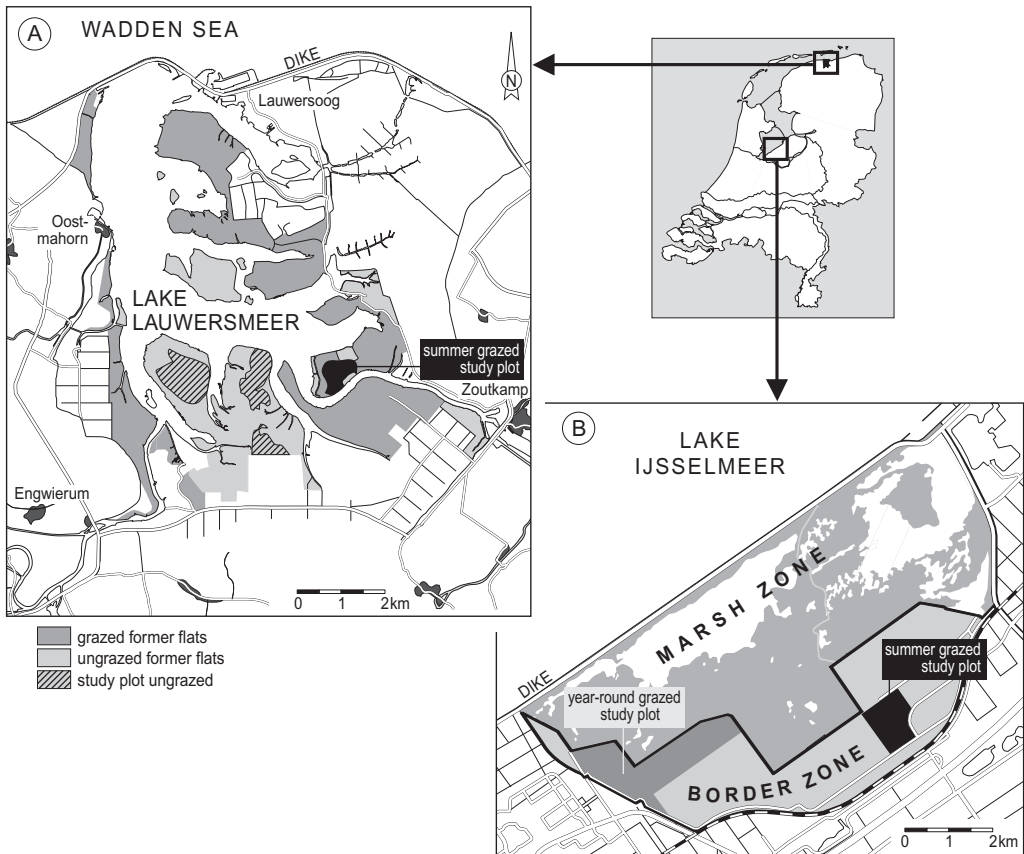 A
WADDEN SEA
DIKE
N
Lauwersoog
Oost-
mahorn
LAKE
LAUWERSMEER
summer grazed
study plot
Zoutkamp
Engwierum
0 1 2km
grazed former flats
ungrazed former flats
study plot ungrazed
B
LAKE
IJSSELMEER
MARSH ZONE
summer grazed
study plot
DIKE
year-round grazed
study plot
BORDER ZONE
0 1 2km